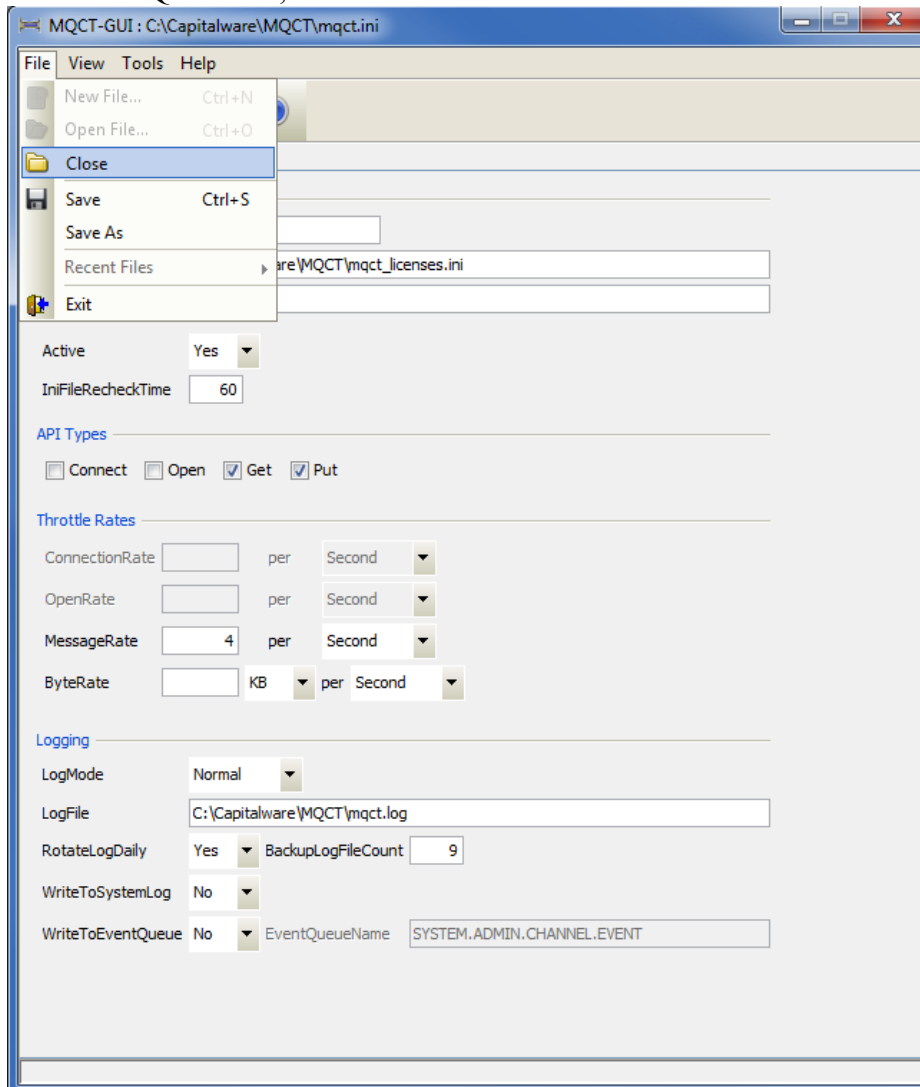 MQCT-GUI : C:\Capitalware\MQCT\mqct.ini
File View Tools Help
New File... Ctrl+N
Open File... Ctrl+O
Close
Save Ctrl+S
Save As
Recent Files
are\MQCT\mqct_licenses.ini
Exit
Active Yes
IniFileRecheckTime 60
API Types
Connect Open Get Put
Throttle Rates
ConnectionRate per Second
OpenRate per Second
MessageRate 4 per Second
ByteRate KB per Second
Logging
LogMode Normal
LogFile C:\Capitalware\MQCT\mqct.log
RotateLogDaily Yes BackupLogFileCount 9
WriteToSystemLog No
WriteToEventQueue No EventQueueName SYSTEM.ADMIN.CHANNEL.EVENT